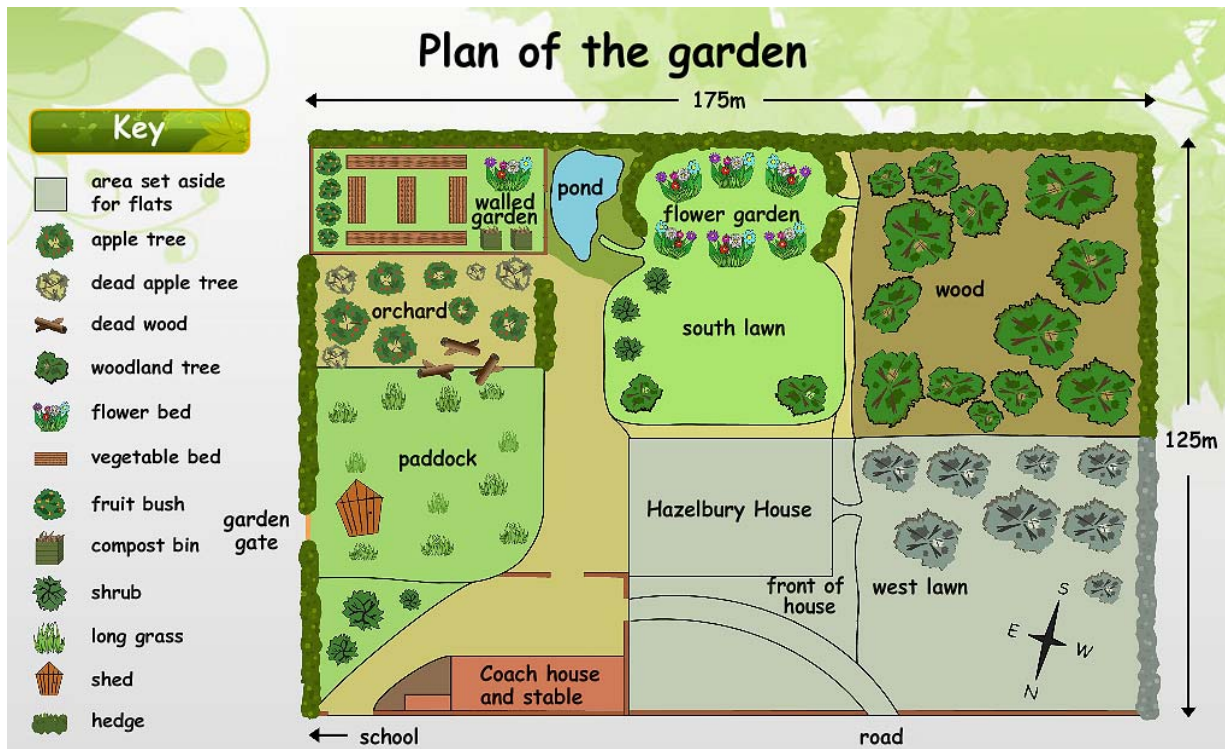 Plan of the garden
175m
Key
area set aside
for flats
apple tree
dead apple tree
dead wood
woodland tree
flower bed
vegetable bed
fruit bush
compost bin
shrub
long grass
shed
hedge
walled
garden
pond
flower garden
orchard
south lawn
wood
125m
paddock
garden
gate
Hazelbury House
front of
house
west lawn
S
E
W
N
Coach house
and stable
school
road